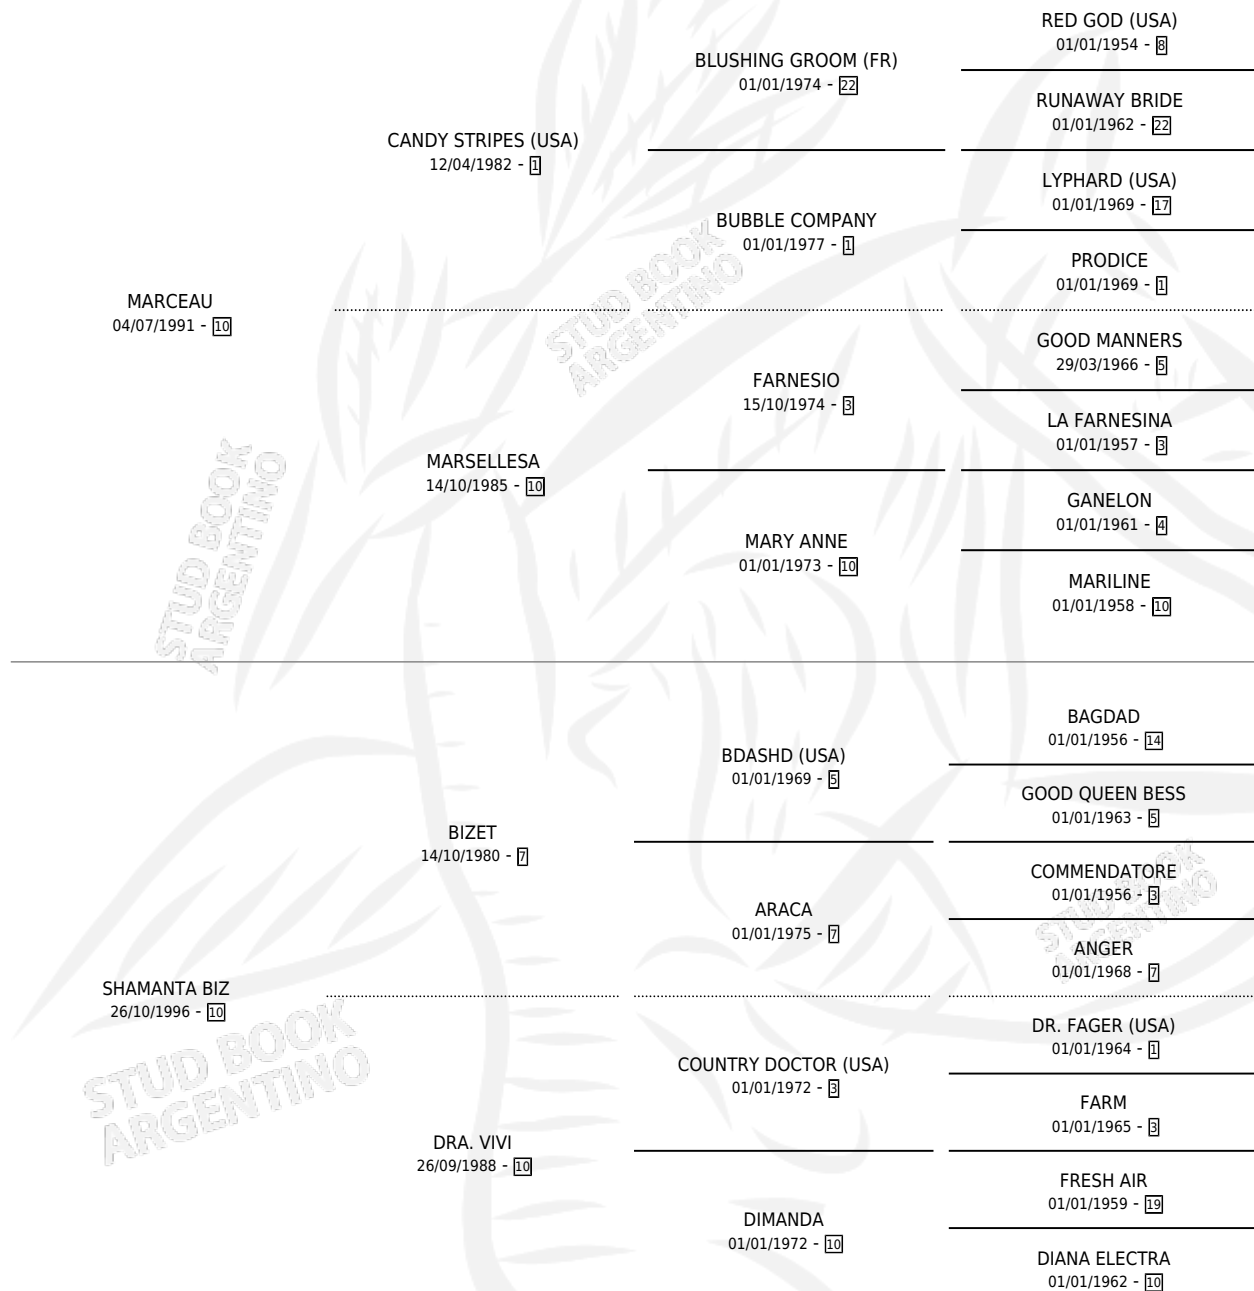 RED GOD (USA)
01/01/1954 - 8
BLUSHING GROOM (FR)
01/01/1974 - 22
RUNAWAY BRIDE
01/01/1962 - 22
CANDY STRIPES (USA)
12/04/1982 - 1
LYPHARD (USA)
01/01/1969 - 17
BUBBLE COMPANY
01/01/1977 - 1
PRODICE
01/01/1969 - 1
MARCEAU
04/07/1991 - 10
STUD BOOK
ARGENTINO
GOOD MANNERS
29/03/1966 - 5
FARNESIO
15/10/1974 - 3
LA FARNESINA
01/01/1957 - 3
MARSELLESA
14/10/1985 - 10
GANELON
01/01/1961 - 4
MARY ANNE
01/01/1973 - 10
MARILINE
01/01/1958 - 10
STUD BOOK
ARGENTINO
BAGDAD
01/01/1956 - 14
BDASHD (USA)
01/01/1969 - 5
GOOD QUEEN BESS
01/01/1963 - 5
BIZET
14/10/1980 - 7
COMMENDATORE
01/01/1956 - 3
ARACA
01/01/1975 - 7
ANGER
01/01/1968 - 7
STUD BOOK
ARGENTINO
SHAMANTA BIZ
26/10/1996 - 10
STUD BOOK
ARGENTINO
DR. FAGER (USA)
01/01/1964 - 1
COUNTRY DOCTOR (USA)
01/01/1972 - 3
FARM
01/01/1965 - 3
DRA. VIVI
26/09/1988 - 10
FRESH AIR
01/01/1959 - 19
DIMANDA
01/01/1972 - 10
DIANA ELECTRA
01/01/1962 - 10